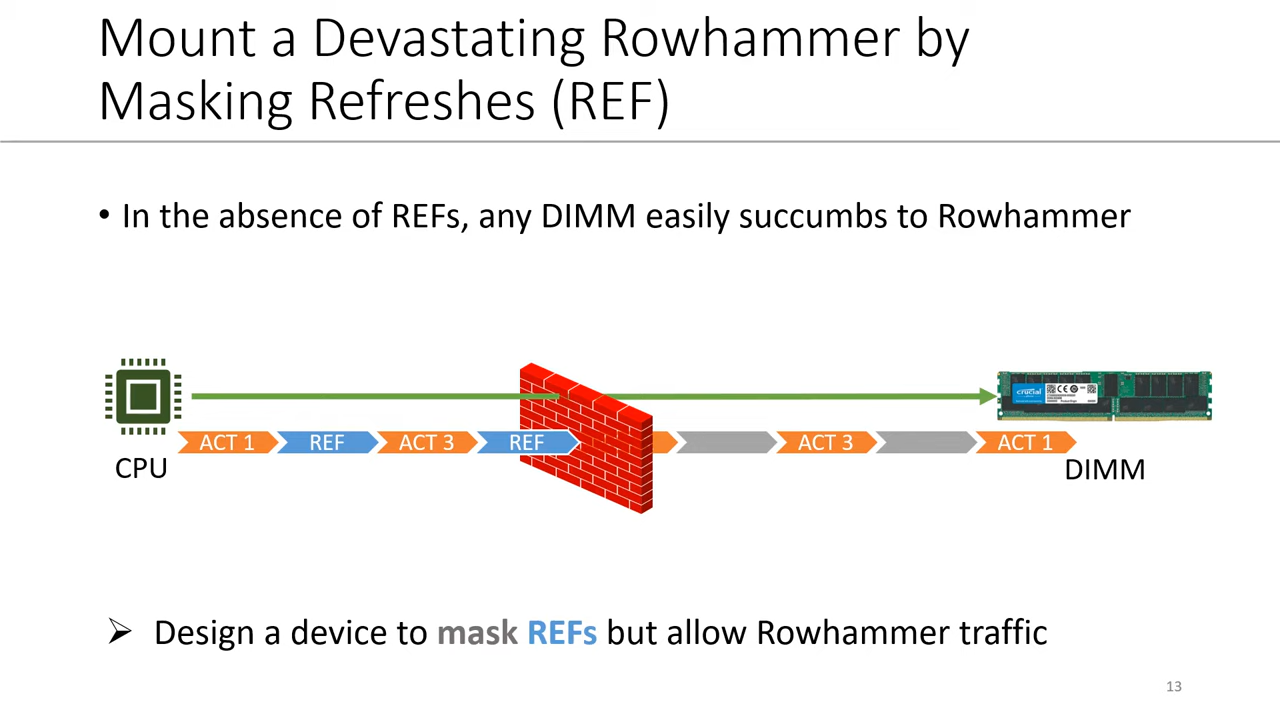 Mount a Devastating Rowhammer by
Masking Refreshes (REF)
• In the absence of REFs, any DIMM easily succumbs to Rowhammer
crucial
ACT 1 REF ACT 3 REF ACT 3 ACT 1
CPU
DIMM
➢ Design a device to mask REFs but allow Rowhammer traffic
13